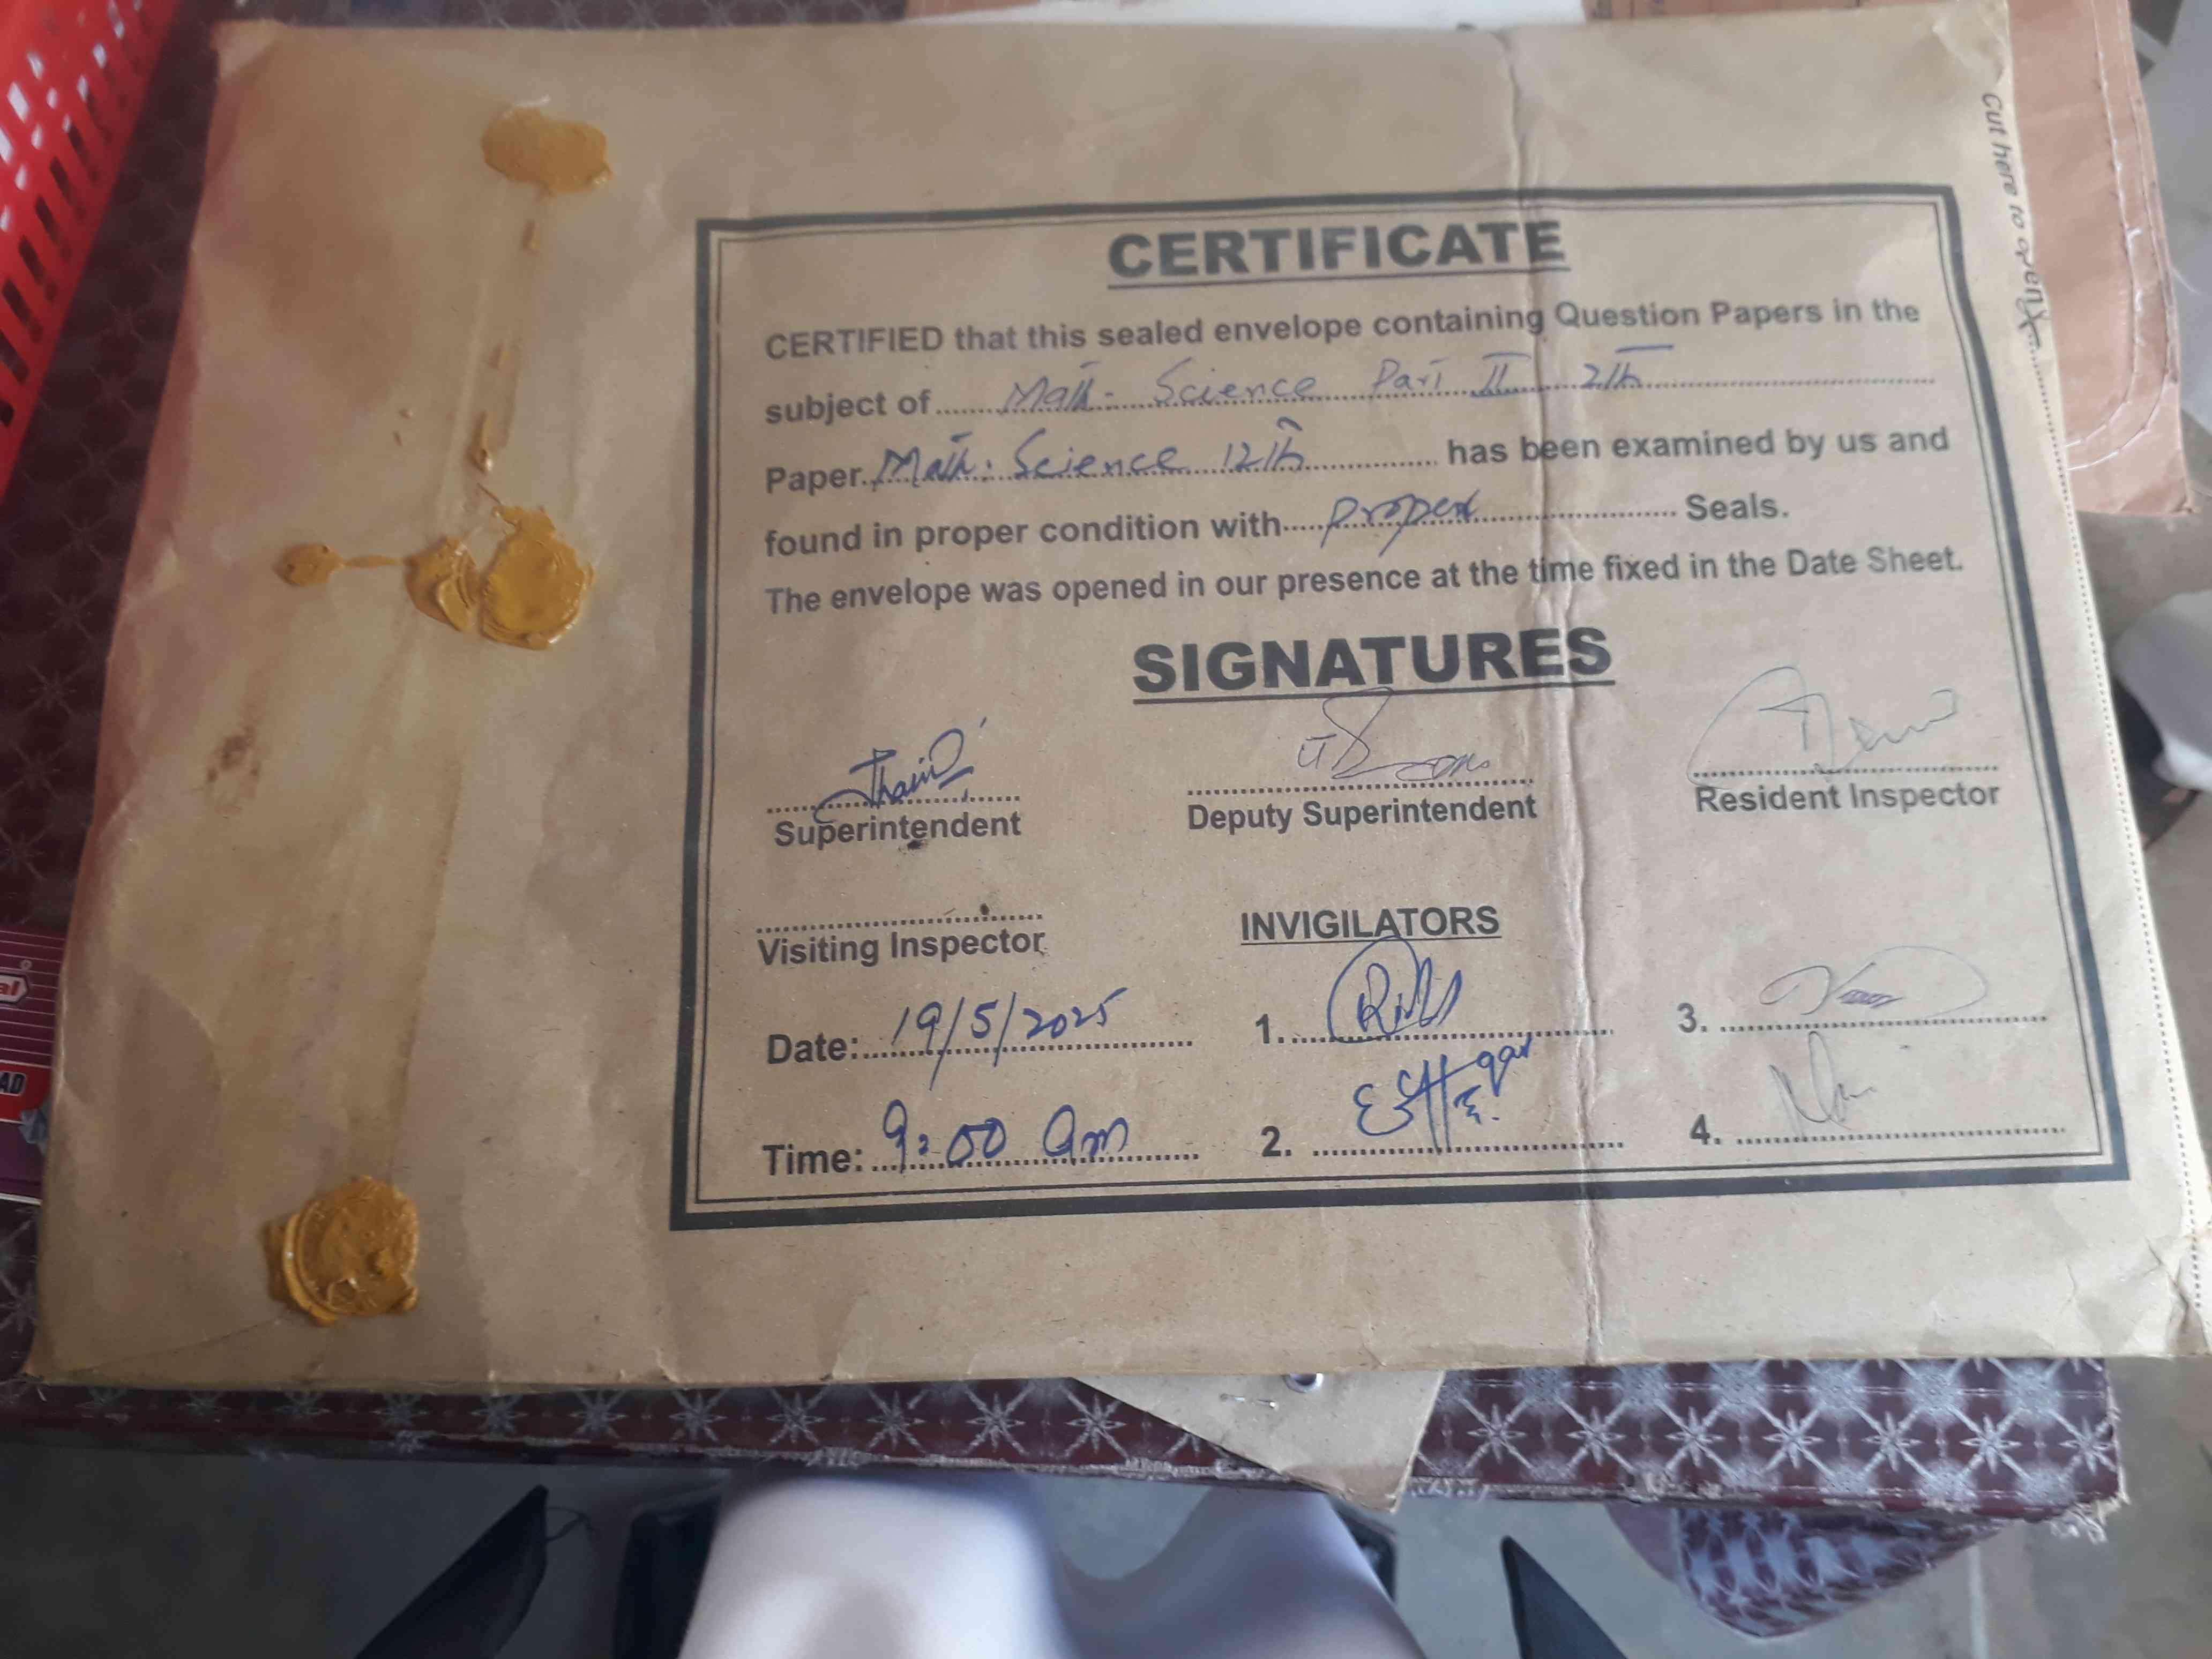 Cut here to open
CERTIFICATE
CERTIFIED that this sealed envelope containing Question Papers in the
subject of Math. Science Part II
Paper Math. Science 12th has been examined by us and
found in proper condition with proper Seals.
The envelope was opened in our presence at the time fixed in the Date Sheet.
SIGNATURES
Superintendent Deputy Superintendent Resident Inspector
Visiting Inspector INVIGILATORS
Date: 19/5/2025 1. 3.
Time: 9:00 am 2. 4.